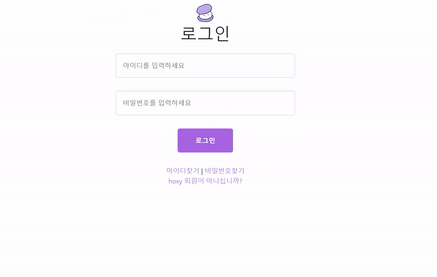 로그인
아이디를 입력하세요
비밀번호를 입력하세요
로그인
아이디찾기 | 비밀번호찾기
hoxy 회원이 아니십니까?